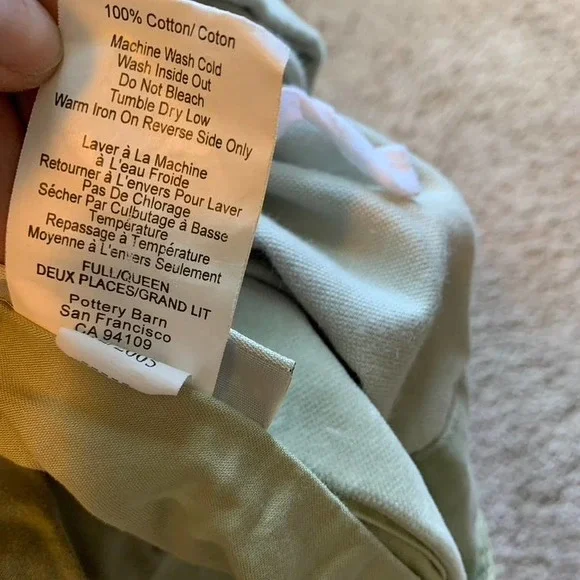 100% Cotton/ Coton
Machine Wash Cold
Wash Inside Out
Do Not Bleach
Tumble Dry Low
Warm Iron On Reverse Side Only
Laver à La Machine
à L'eau Froide
Retourner à L'envers Pour Laver
Pas De Chlorage
Sécher Par Culbutage à Basse
Température
Repassage à Température
Moyenne à L'envers Seulement
FULL/QUEEN
DEUX PLACES/GRAND LIT
Pottery Barn
San Francisco
CA 94109